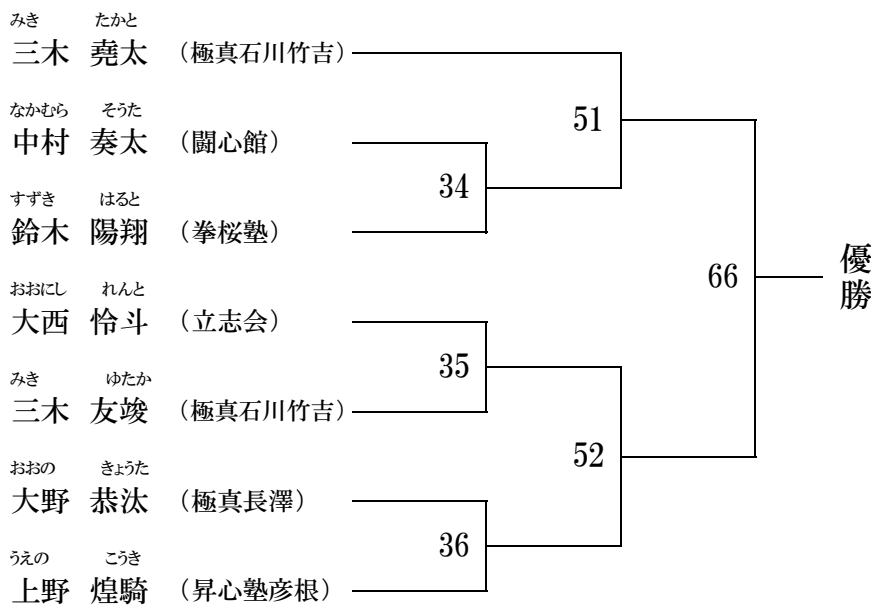 みき たかと
三木 堯太 （極真石川竹吉）
51
なかむら そうた
中村 奏太 （闘心館）
34
すずき はると
鈴木 陽翔 （拳桜塾）
66
優勝
おおにし れんと
大西 怜斗 （立志会）
35
みき ゆたか
三木 友竣 （極真石川竹吉）
52
おおの きょうた
大野 恭汰 （極真長澤）
36
うえの こうき
上野 煌騎 （昇心塾彦根）